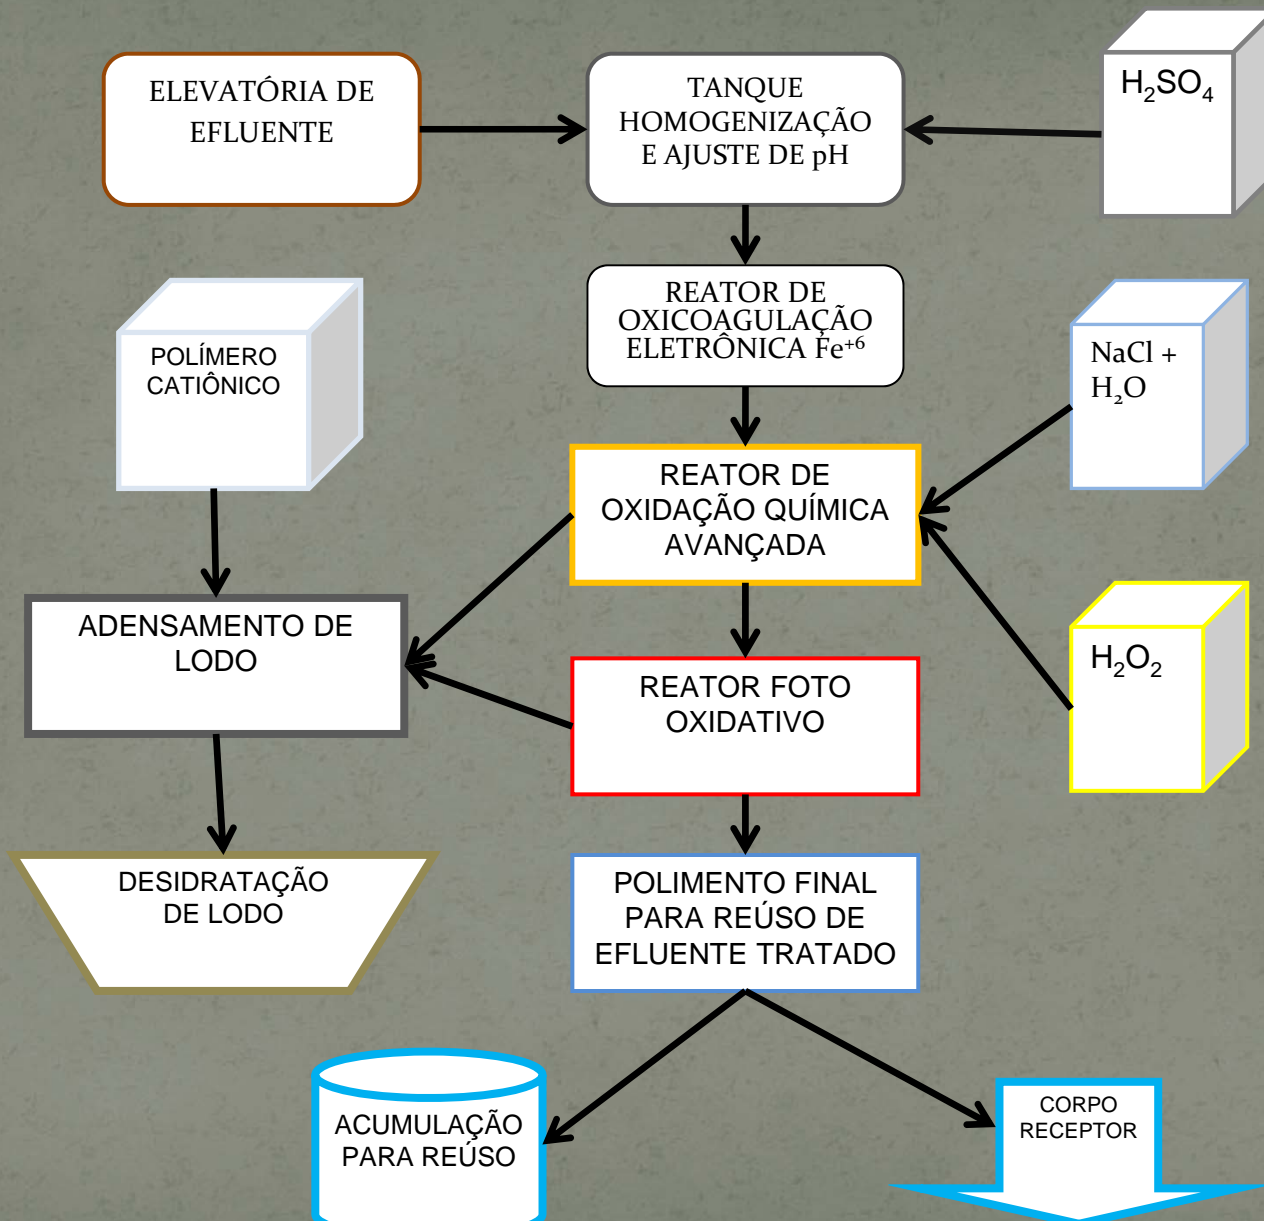 ELEVATÓRIA DE
EFLUENTE
TANQUE
HOMOGENIZAÇÃO
E AJUSTE DE pH
H₂SO₄
REATOR DE
OXICOAGULAÇÃO
ELETRÔNICA Fe⁺⁶
POLÍMERO
CATIÔNICO
NaCl +
H₂O
REATOR DE
OXIDAÇÃO QUÍMICA
AVANÇADA
ADENSAMENTO DE
LODO
REATOR FOTO
OXIDATIVO
H₂O₂
DESIDRATAÇÃO
DE LODO
POLIMENTO FINAL
PARA REÚSO DE
EFLUENTE TRATADO
ACUMULAÇÃO
PARA REÚSO
CORPO
RECEPTOR